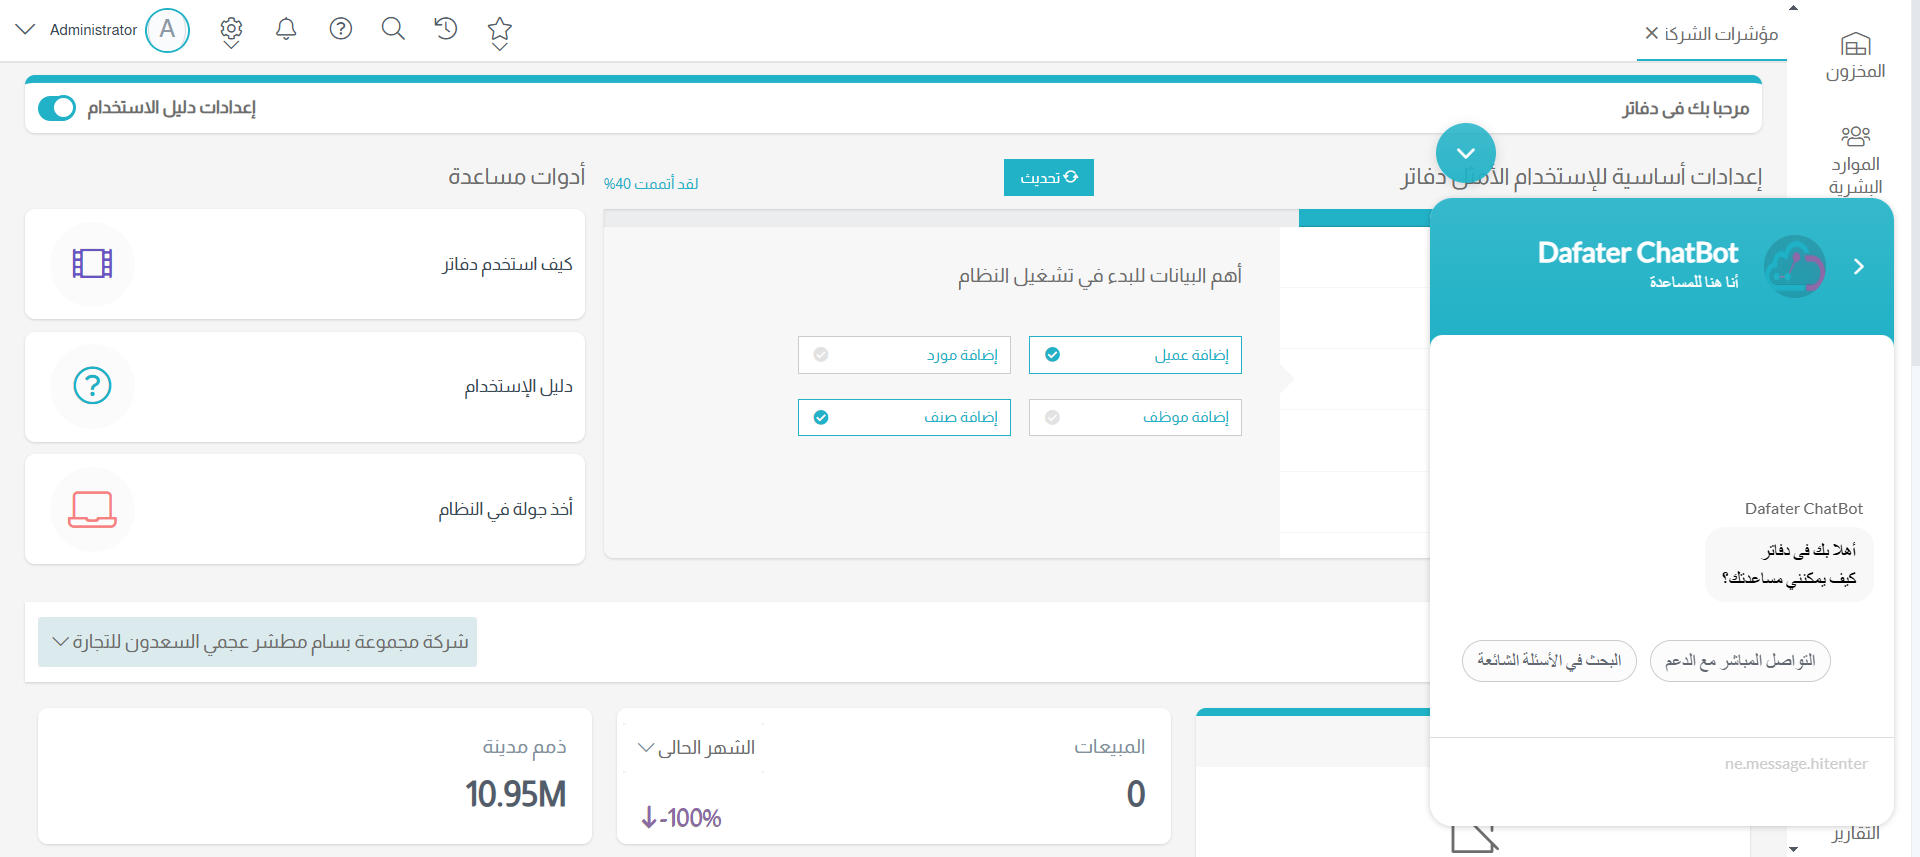 Administrator
A
مؤشرات الشركة
المخزون
الموارد
البشرية
التقارير
مرحبا بك فى دفاتر
إعدادات دليل الاستخدام
إعدادات أساسية للإستخدام الأمثل دفاتر
تحديث
لقد أتممت 40%
أدوات مساعدة
أهم البيانات للبدء في تشغيل النظام
إضافة عميل
إضافة مورد
إضافة موظف
إضافة صنف
كيف استخدم دفاتر
دليل الإستخدام
أخذ جولة في النظام
شركة مجموعة بسام مطشر عجمي السعدون للتجارة
المبيعات
الشهر الحالى
0
-100%
ذمم مدينة
10.95M
Dafater ChatBot
أنا هنا للمساعدة
Dafater ChatBot
أهلا بك فى دفاتر
كيف يمكنني مساعدتك؟
التواصل المباشر مع الدعم
البحث في الأسئلة الشائعة
ne.message.hitenter